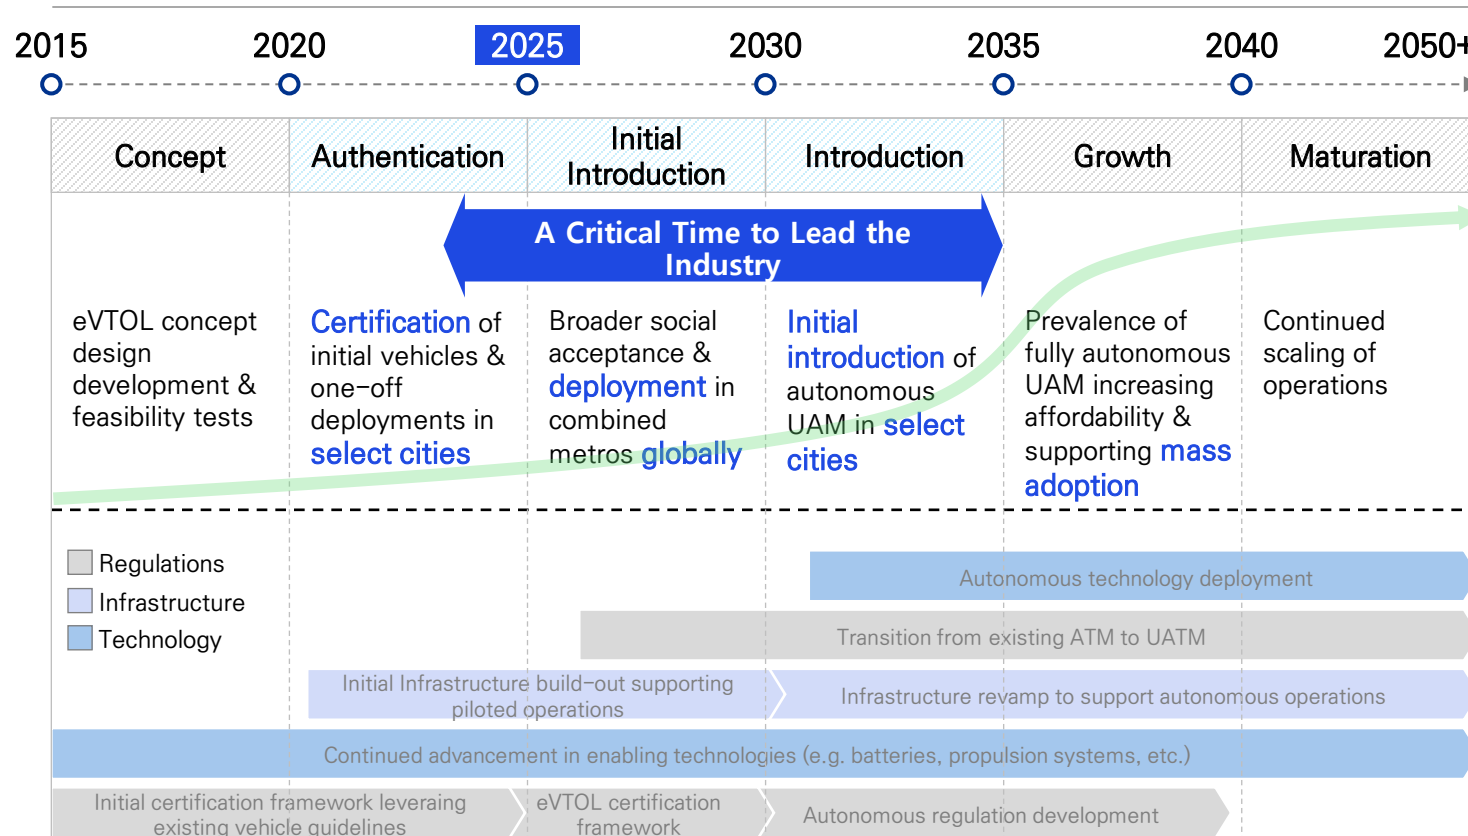 2015 2020 2025 2030 2035 2040 2050+
Concept
Authentication
Initial
Introduction
Introduction
Growth
Maturation
A Critical Time to Lead the
Industry
eVTOL concept
design
development &
feasibility tests
Certification of
initial vehicles &
one-off
deployments in
select cities
Broader social
acceptance &
deployment in
combined
metros globally
Initial
introduction of
autonomous
UAM in select
cities
Prevalence of
fully autonomous
UAM increasing
affordability &
supporting mass
adoption
Continued
scaling of
operations
Regulations
Infrastructure
Technology
Autonomous technology deployment
Transition from existing ATM to UATM
Initial Infrastructure build-out supporting
piloted operations
Infrastructure revamp to support autonomous operations
Continued advancement in enabling technologies (e.g. batteries, propulsion systems, etc.)
Initial certification framework leveraring
existing vehicle guidelines
eVTOL certification
framework
Autonomous regulation development